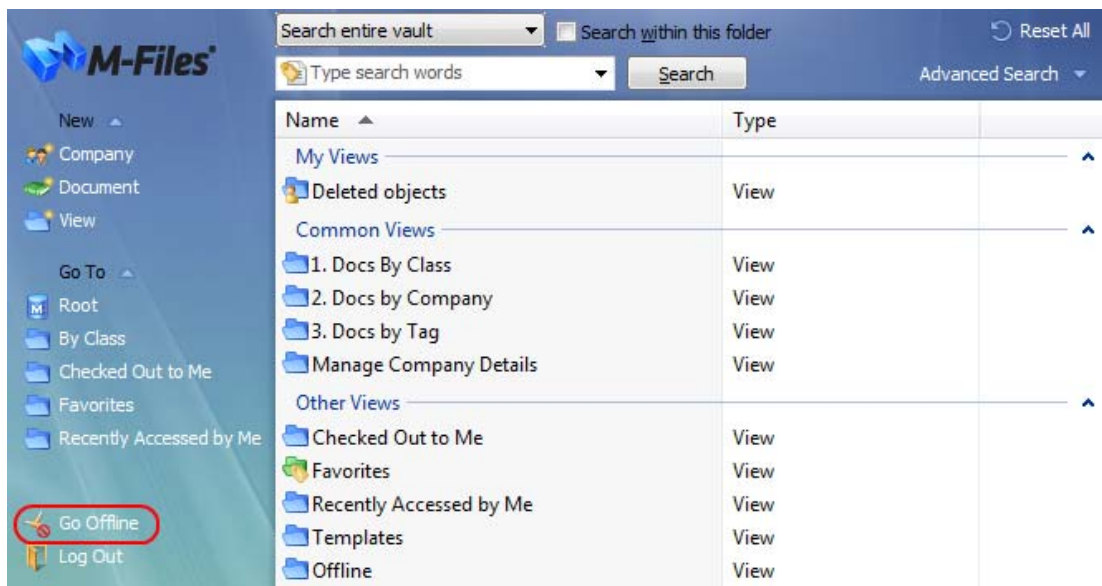 M-Files
Search entire vault
Search within this folder
Reset All
Type search words
Search
Advanced Search
New
Company
Document
View
Go To
Root
By Class
Checked Out to Me
Favorites
Recently Accessed by Me
Go Offline
Log Out
Name Type
My Views
Deleted objects View
Common Views
1. Docs By Class View
2. Docs by Company View
3. Docs by Tag View
Manage Company Details View
Other Views
Checked Out to Me View
Favorites View
Recently Accessed by Me View
Templates View
Offline View